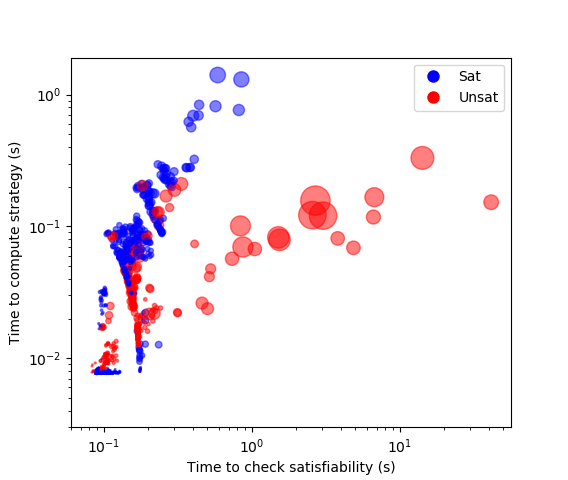 Sat
Unsat
Time to compute strategy (s)
10⁰
10⁻¹
10⁻²
10⁻¹
10⁰
10¹
Time to check satisfiability (s)